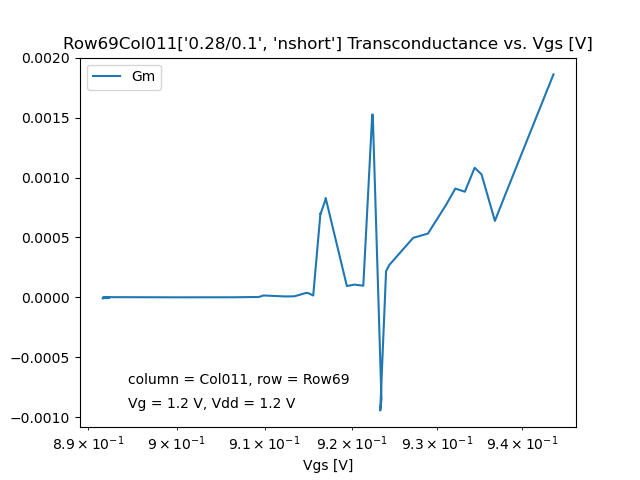 Row69Col011['0.28/0.1', 'nshort'] Transconductance vs. Vgs [V]
Gm
0.0020
0.0015
0.0010
0.0005
0.0000
−0.0005
−0.0010
column = Col011, row = Row69
Vg = 1.2 V, Vdd = 1.2 V
8.9 × 10⁻¹ 9 × 10⁻¹ 9.1 × 10⁻¹ 9.2 × 10⁻¹ 9.3 × 10⁻¹ 9.4 × 10⁻¹
Vgs [V]